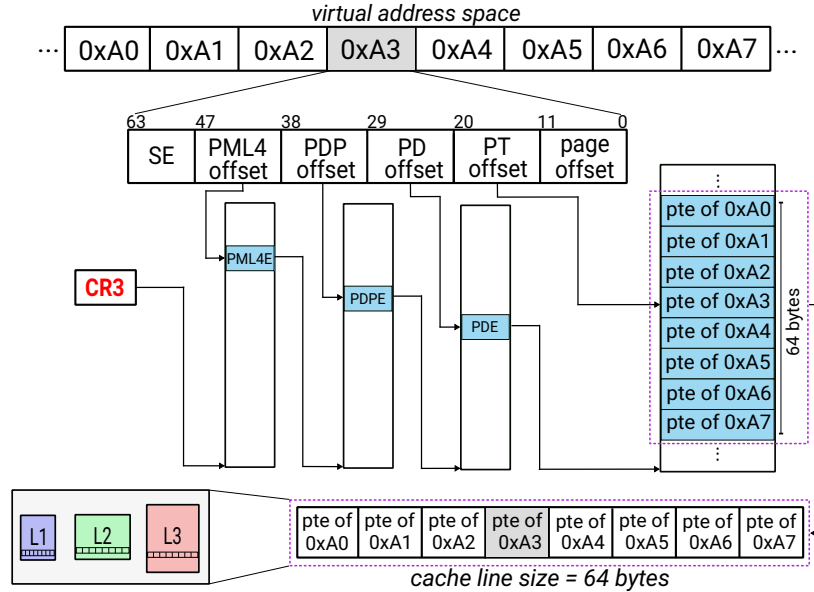 virtual address space
··· 0xA0 0xA1 0xA2 0xA3 0xA4 0xA5 0xA6 0xA7 ···
63 47 38 29 20 11 0
SE PML4 PDP PD PT page
offset offset offset offset offset
⋮
pte of 0xA0
pte of 0xA1
pte of 0xA2
pte of 0xA3
pte of 0xA4
pte of 0xA5
pte of 0xA6
pte of 0xA7
⋮
64 bytes
PML4E
CR3
PDPE
PDE
L1 L2 L3
pte of pte of pte of pte of pte of pte of pte of pte of
0xA0 0xA1 0xA2 0xA3 0xA4 0xA5 0xA6 0xA7
cache line size = 64 bytes